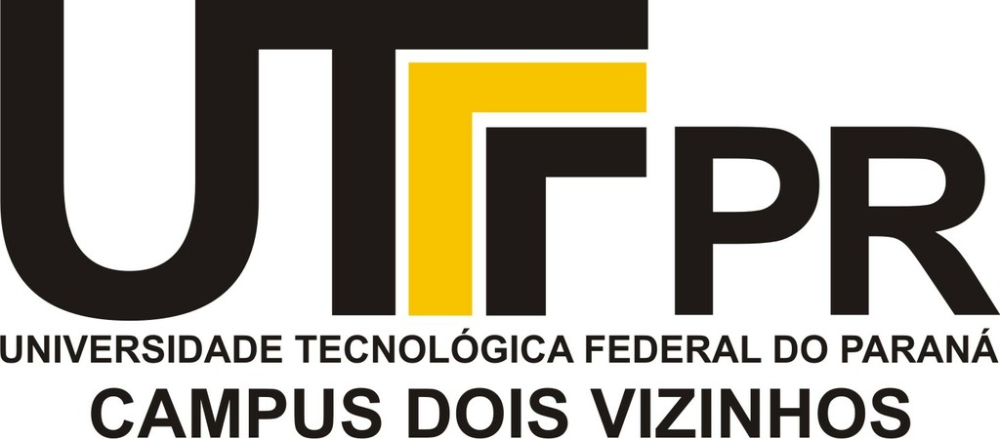 UTFPR
UNIVERSIDADE TECNOLÓGICA FEDERAL DO PARANÁ
CAMPUS DOIS VIZINHOS